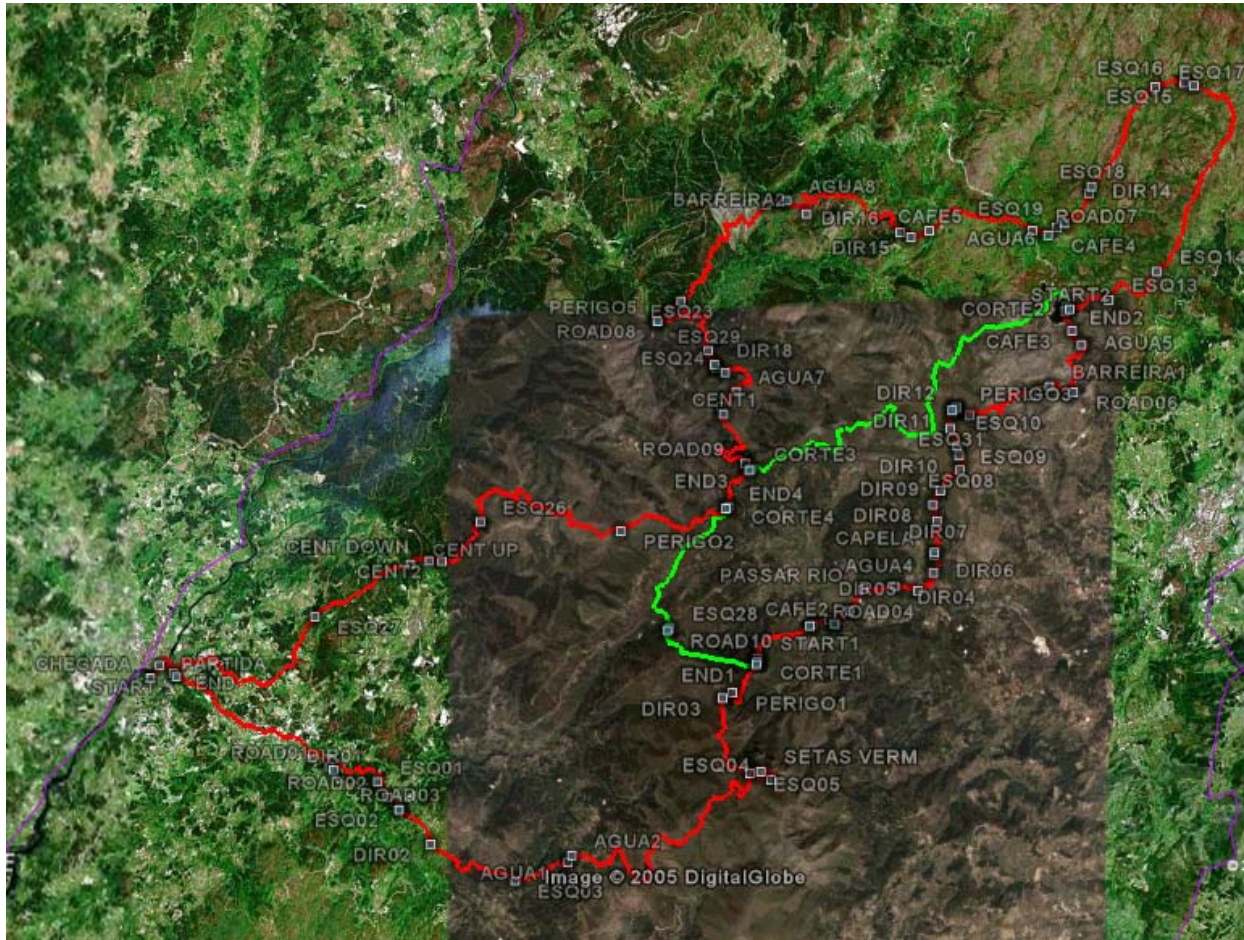 ESQ16
ESQ17
ESQ15
ESQ18
AGUA8
DIR14
BARREIRA2
ESQ19
DIR16
CAFE5
ROAD07
DIR15
AGUA6
CAFE4
ESQ14
ESQ13
START2
PERIGO5
ESQ23
CORTE2
END2
ROAD08
ESQ29
CAFE3
AGUA5
ESQ24
DIR18
AGUA7
BARREIRA1
DIR12
PERIGO3
CENT1
ROAD06
DIR11
ESQ10
ESQ31
ROAD09
CORTE3
ESQ09
DIR10
END3
ESQ08
END4
DIR09
ESQ26
CORTE4
DIR08
DIR07
PERIGO2
CAPELA
CENT DOWN
CENT UP
CENT2
AGUA4
PASSAR RIO
DIR06
DIR05
DIR04
ESQ28
CAFE2
ROAD04
ESQ27
ROAD10
START1
CHEGADA
PARTIDA
START
END
END1
CORTE1
DIR03
PERIGO1
ROAD01
DIR01
SETAS VERM
ESQ04
ESQ01
ROAD02
ESQ05
ROAD03
ESQ02
DIR02
AGUA2
AGUA1
ESQ03
Image © 2005 DigitalGlobe